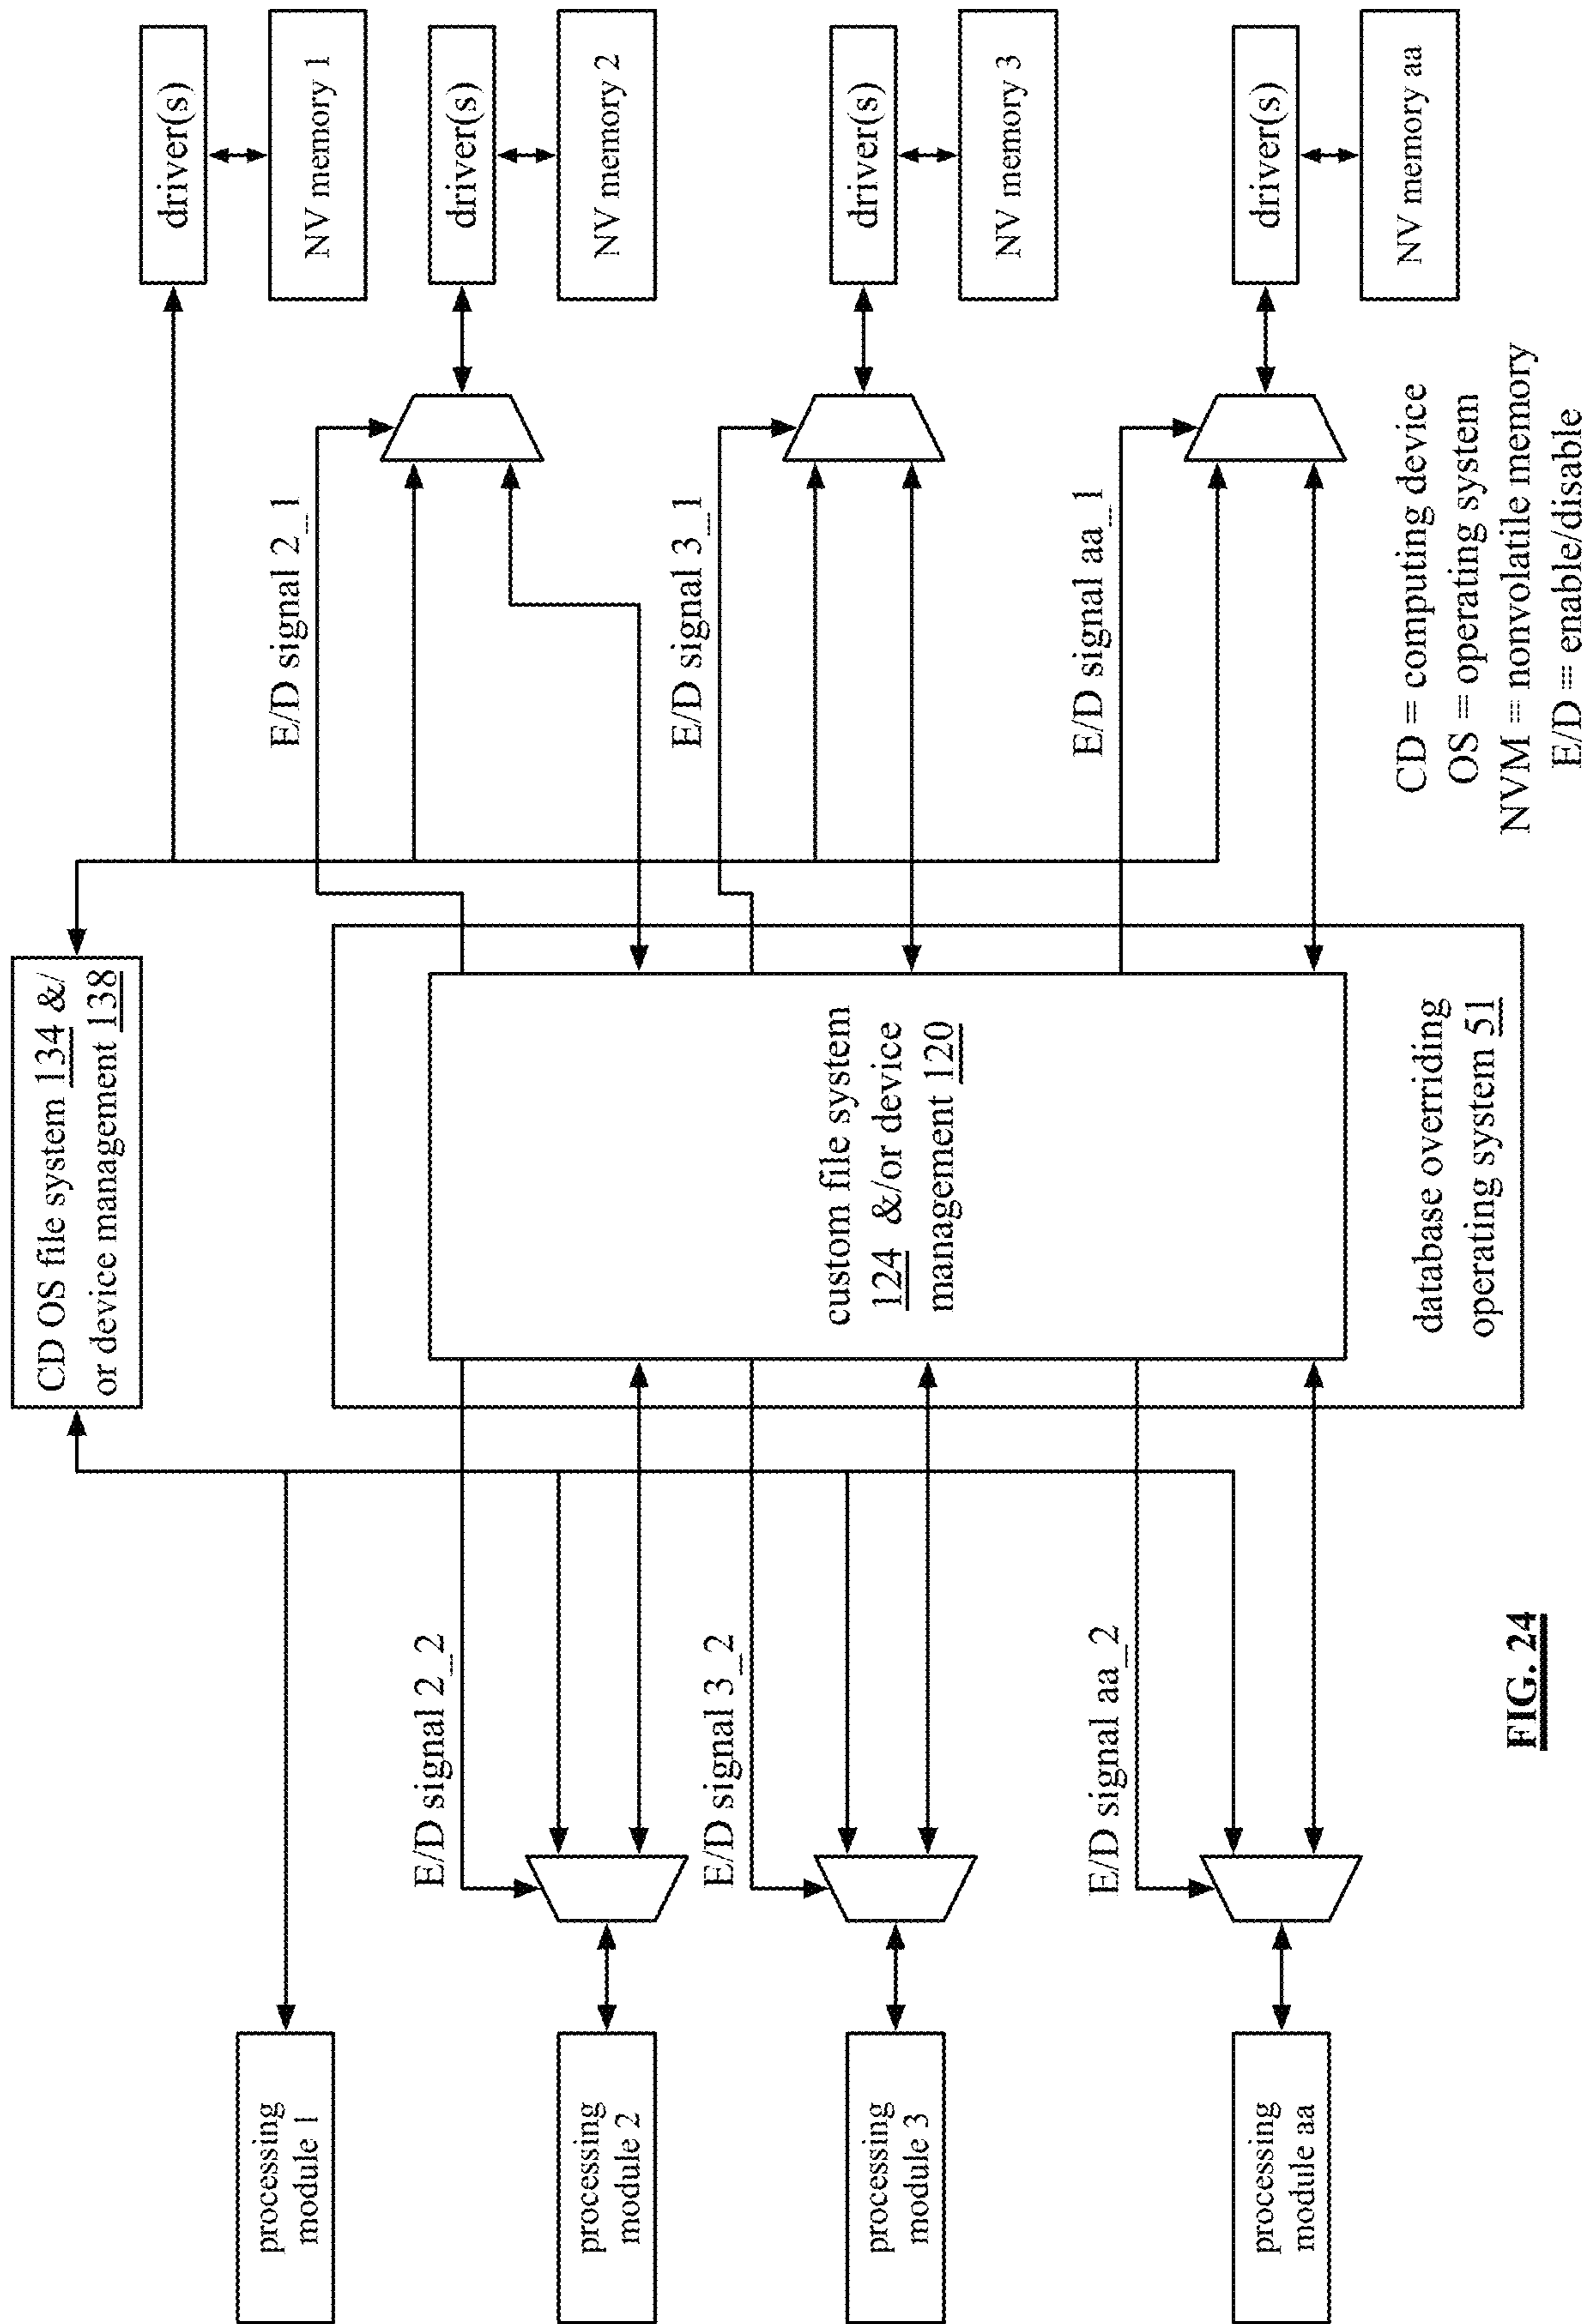 CD OS file system 134 &/
or device management 138
driver(s)
NV memory 1
driver(s)
NV memory 2
driver(s)
NV memory 3
driver(s)
NV memory aa
E/D signal 2_1
E/D signal 3_1
E/D signal aa_1
custom file system
124 &/or device
management 120
database overriding
operating system 51
E/D signal 2_2
E/D signal 3_2
E/D signal aa_2
processing
module 1
processing
module 2
processing
module 3
processing
module aa
CD = computing device
OS = operating system
NVM = nonvolatile memory
E/D = enable/disable
FIG. 24